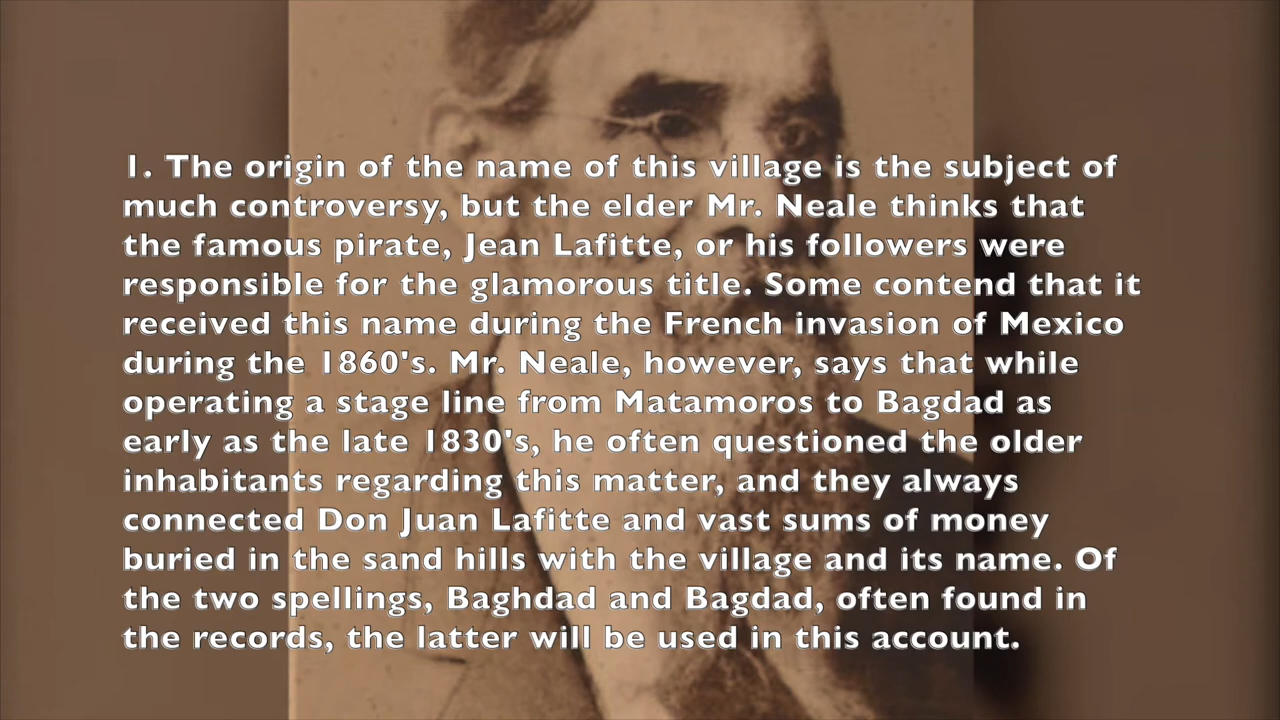 1. The origin of the name of this village is the subject of
much controversy, but the elder Mr. Neale thinks that
the famous pirate, Jean Lafitte, or his followers were
responsible for the glamorous title. Some contend that it
received this name during the French invasion of Mexico
during the 1860's. Mr. Neale, however, says that while
operating a stage line from Matamoros to Bagdad as
early as the late 1830's, he often questioned the older
inhabitants regarding this matter, and they always
connected Don Juan Lafitte and vast sums of money
buried in the sand hills with the village and its name. Of
the two spellings, Baghdad and Bagdad, often found in
the records, the latter will be used in this account.